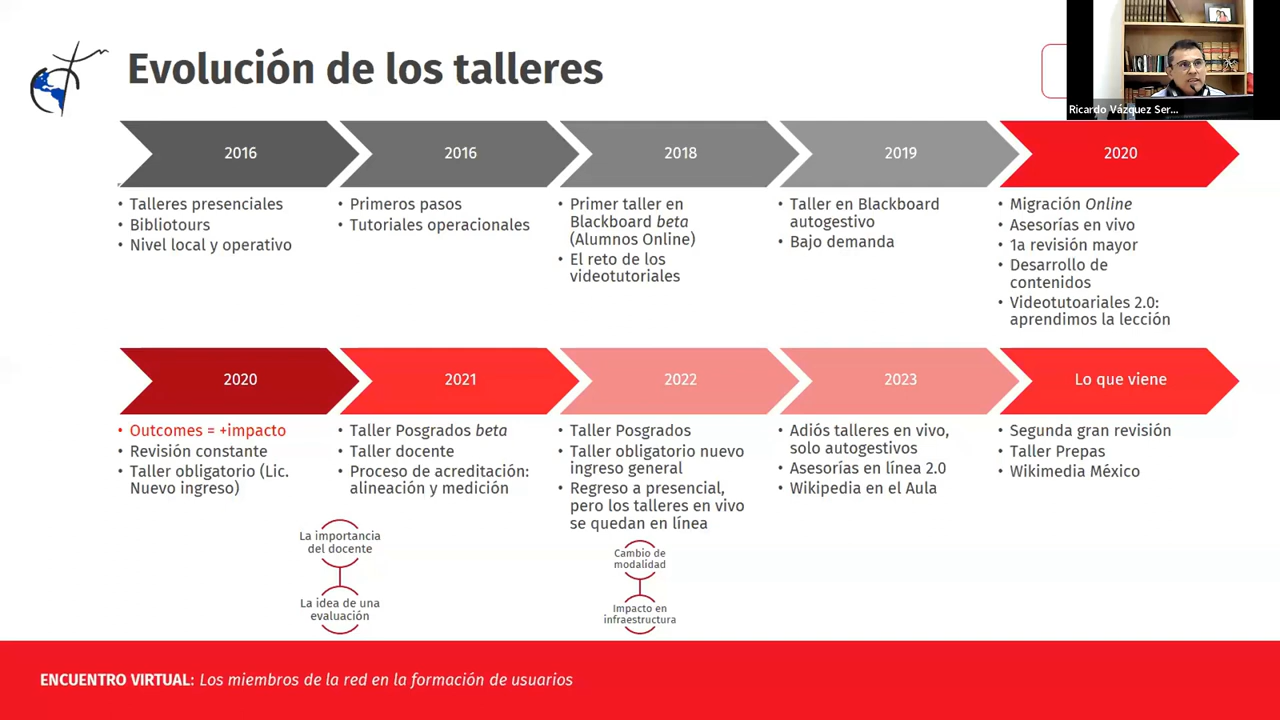 Evolución de los talleres
Ricardo Vázquez Ser...
2016
2016
2018
2019
2020
• Talleres presenciales
• Bibliotours
• Nivel local y operativo
• Primeros pasos
• Tutoriales operacionales
• Primer taller en
Blackboard beta
(Alumnos Online)
• El reto de los
videotutoriales
• Taller en Blackboard
autogestivo
• Bajo demanda
• Migración Online
• Asesorías en vivo
• 1a revisión mayor
• Desarrollo de
contenidos
• Videotutoariales 2.0:
aprendimos la lección
2020
2021
2022
2023
Lo que viene
• Outcomes = +impacto
• Revisión constante
• Taller obligatorio (Lic.
Nuevo ingreso)
• Taller Posgrados beta
• Taller docente
• Proceso de acreditación:
alineación y medición
• Taller Posgrados
• Taller obligatorio nuevo
ingreso general
• Regreso a presencial,
pero los talleres en vivo
se quedan en línea
• Adiós talleres en vivo,
solo autogestivos
• Asesorías en línea 2.0
• Wikipedia en el Aula
• Segunda gran revisión
• Taller Prepas
• Wikimedia México
La importancia
del docente
La idea de una
evaluación
Cambio de
modalidad
Impacto en
infraestructura
ENCUENTRO VIRTUAL: Los miembros de la red en la formación de usuarios